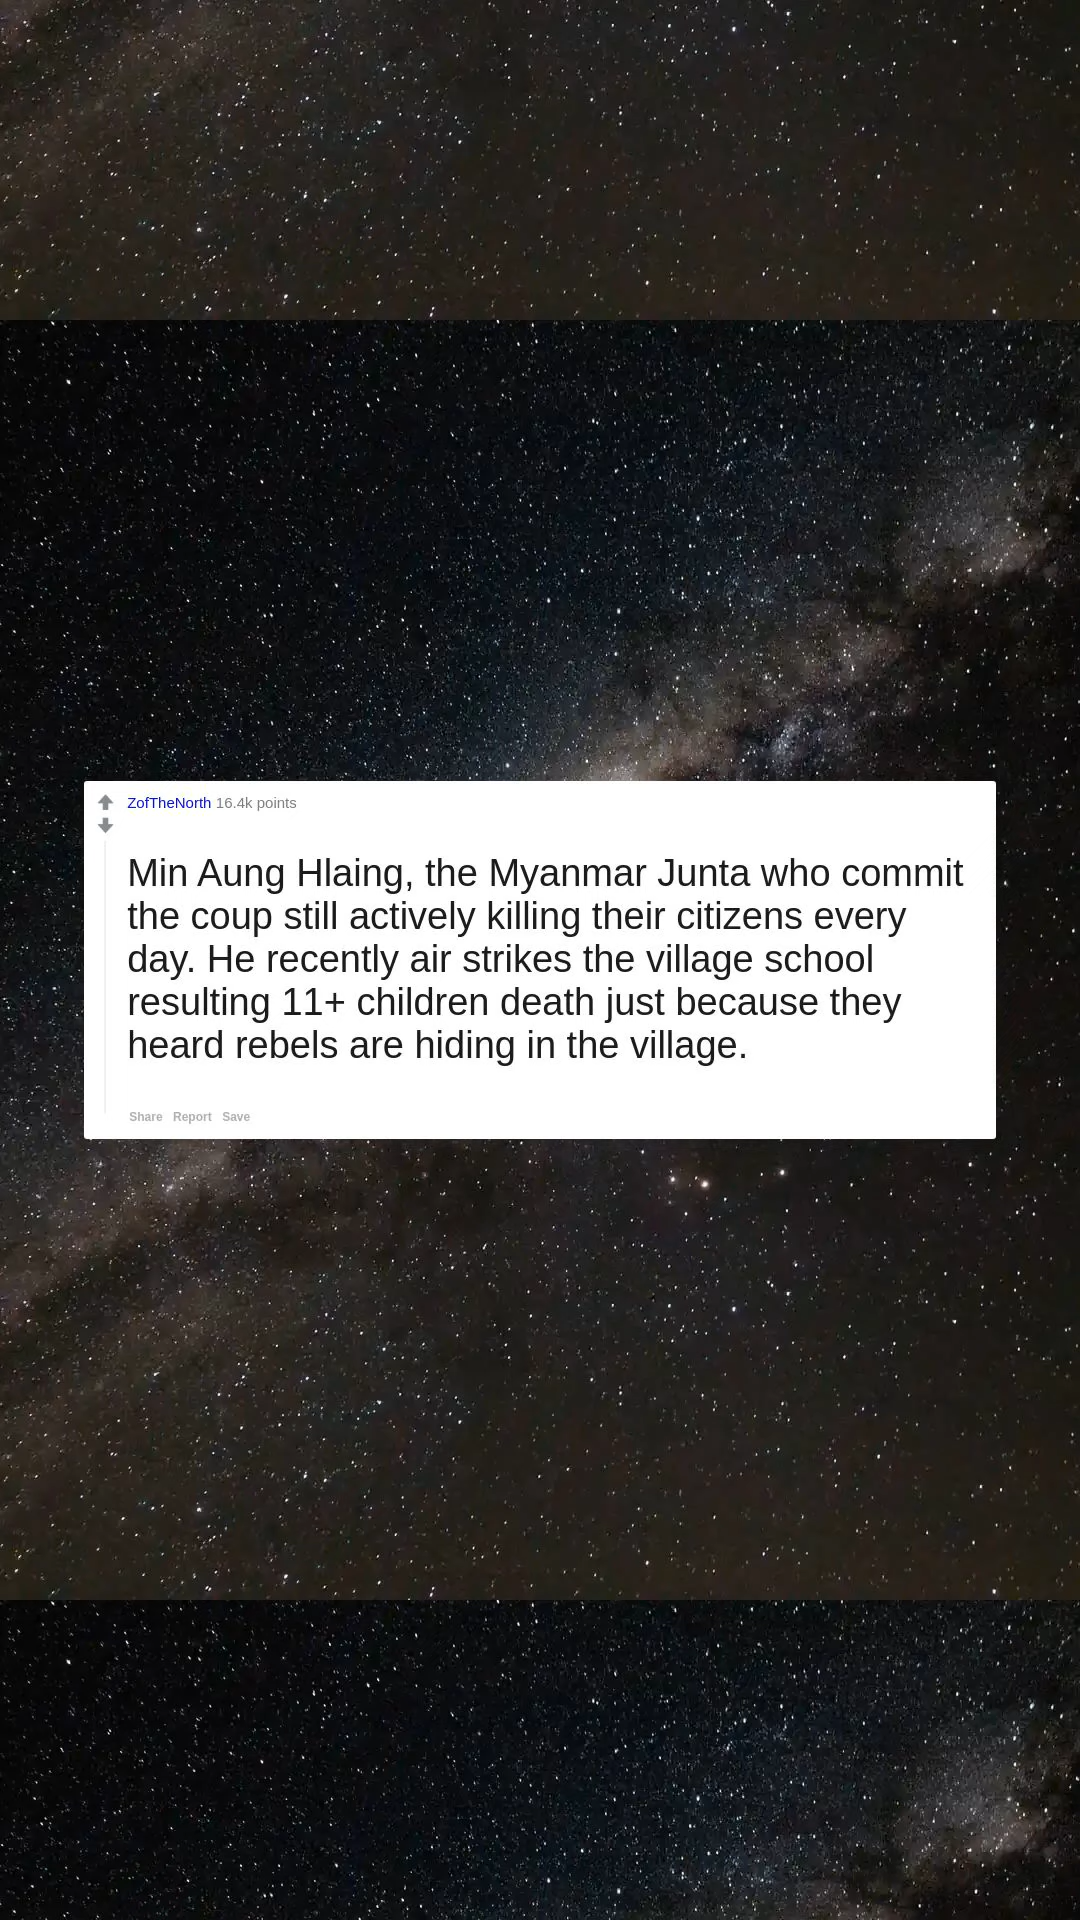 ZofTheNorth 16.4k points
Min Aung Hlaing, the Myanmar Junta who commit
the coup still actively killing their citizens every
day. He recently air strikes the village school
resulting 11+ children death just because they
heard rebels are hiding in the village.
Share Report Save